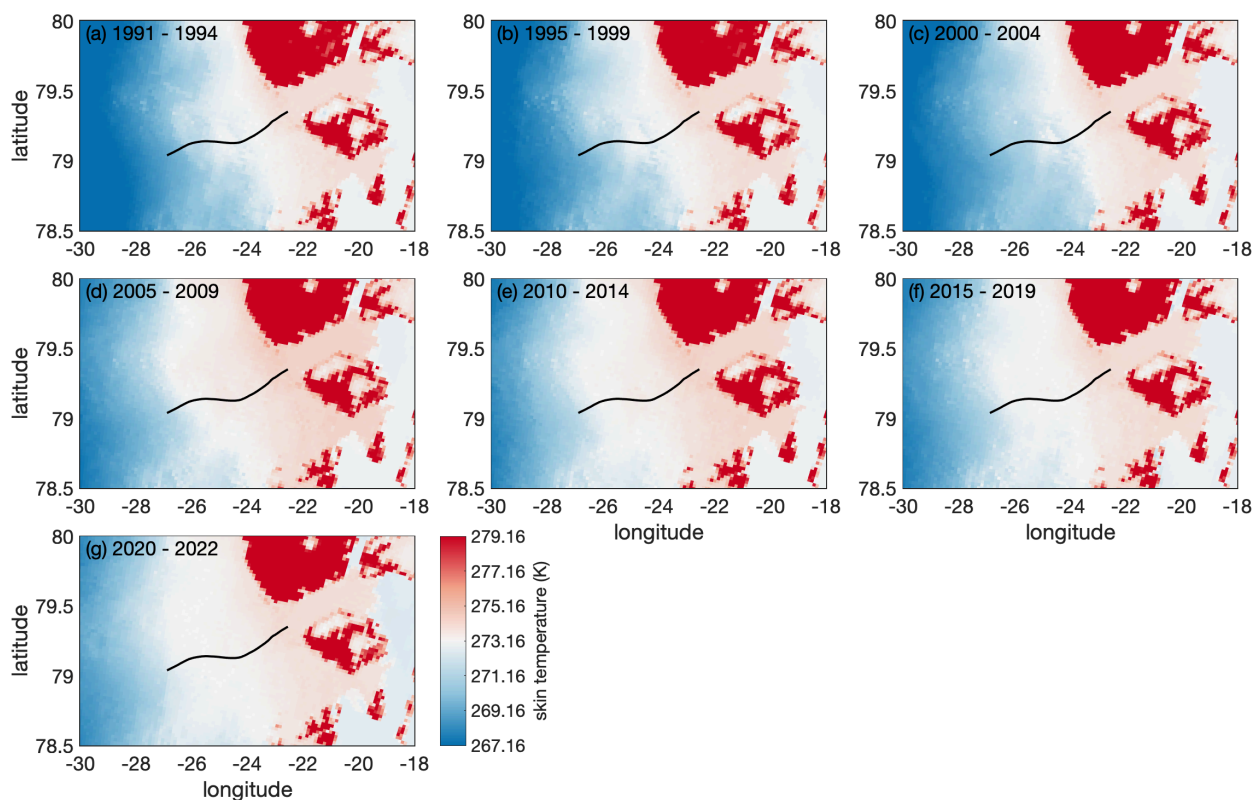 (a) 1991 - 1994
80
79.5
79
78.5
latitude
-30 -28 -26 -24 -22 -20 -18
(b) 1995 - 1999
80
79.5
79
78.5
-30 -28 -26 -24 -22 -20 -18
(c) 2000 - 2004
80
79.5
79
78.5
-30 -28 -26 -24 -22 -20 -18
(d) 2005 - 2009
80
79.5
79
78.5
latitude
-30 -28 -26 -24 -22 -20 -18
(e) 2010 - 2014
80
79.5
79
78.5
-30 -28 -26 -24 -22 -20 -18
longitude
(f) 2015 - 2019
80
79.5
79
78.5
-30 -28 -26 -24 -22 -20 -18
longitude
(g) 2020 - 2022
80
79.5
79
78.5
latitude
-30 -28 -26 -24 -22 -20 -18
longitude
279.16
277.16
275.16
273.16
271.16
269.16
267.16
skin temperature (K)